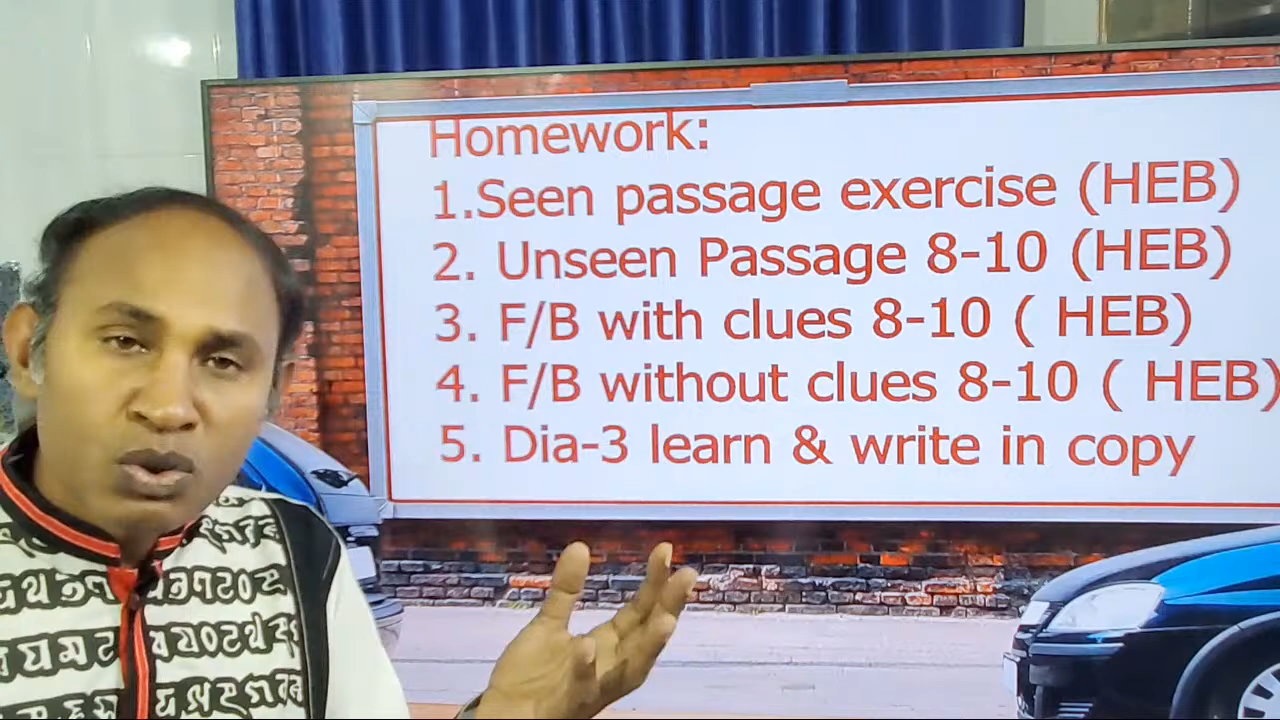 Homework:
1.Seen passage exercise (HEB)
2. Unseen Passage 8-10 (HEB)
3. F/B with clues 8-10 ( HEB)
4. F/B without clues 8-10 ( HEB)
5. Dia-3 learn & write in copy